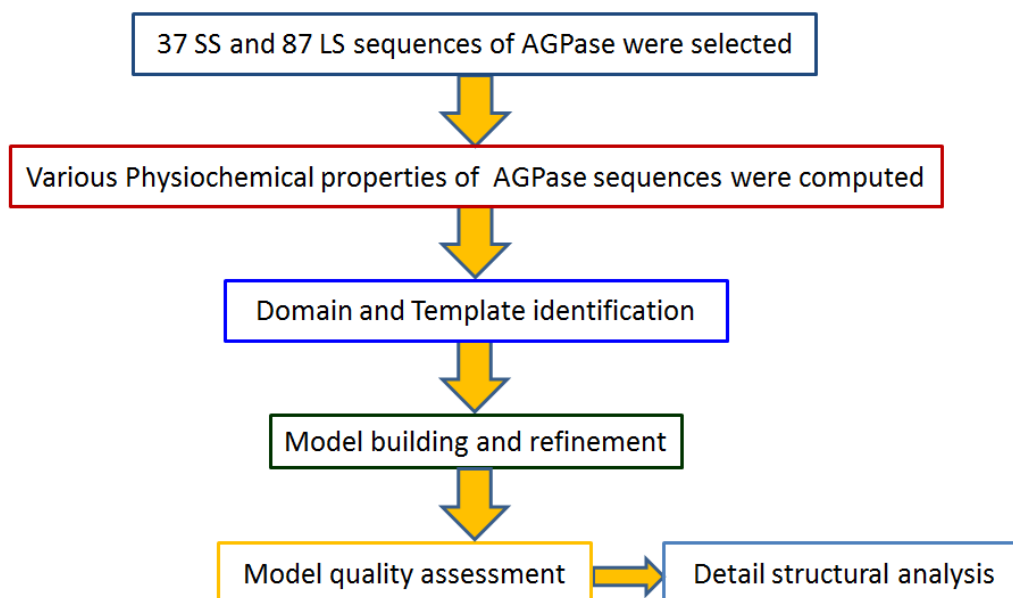 37 SS and 87 LS sequences of AGPase were selected
Various Physiochemical properties of AGPase sequences were computed
Domain and Template identification
Model building and refinement
Model quality assessment
Detail structural analysis